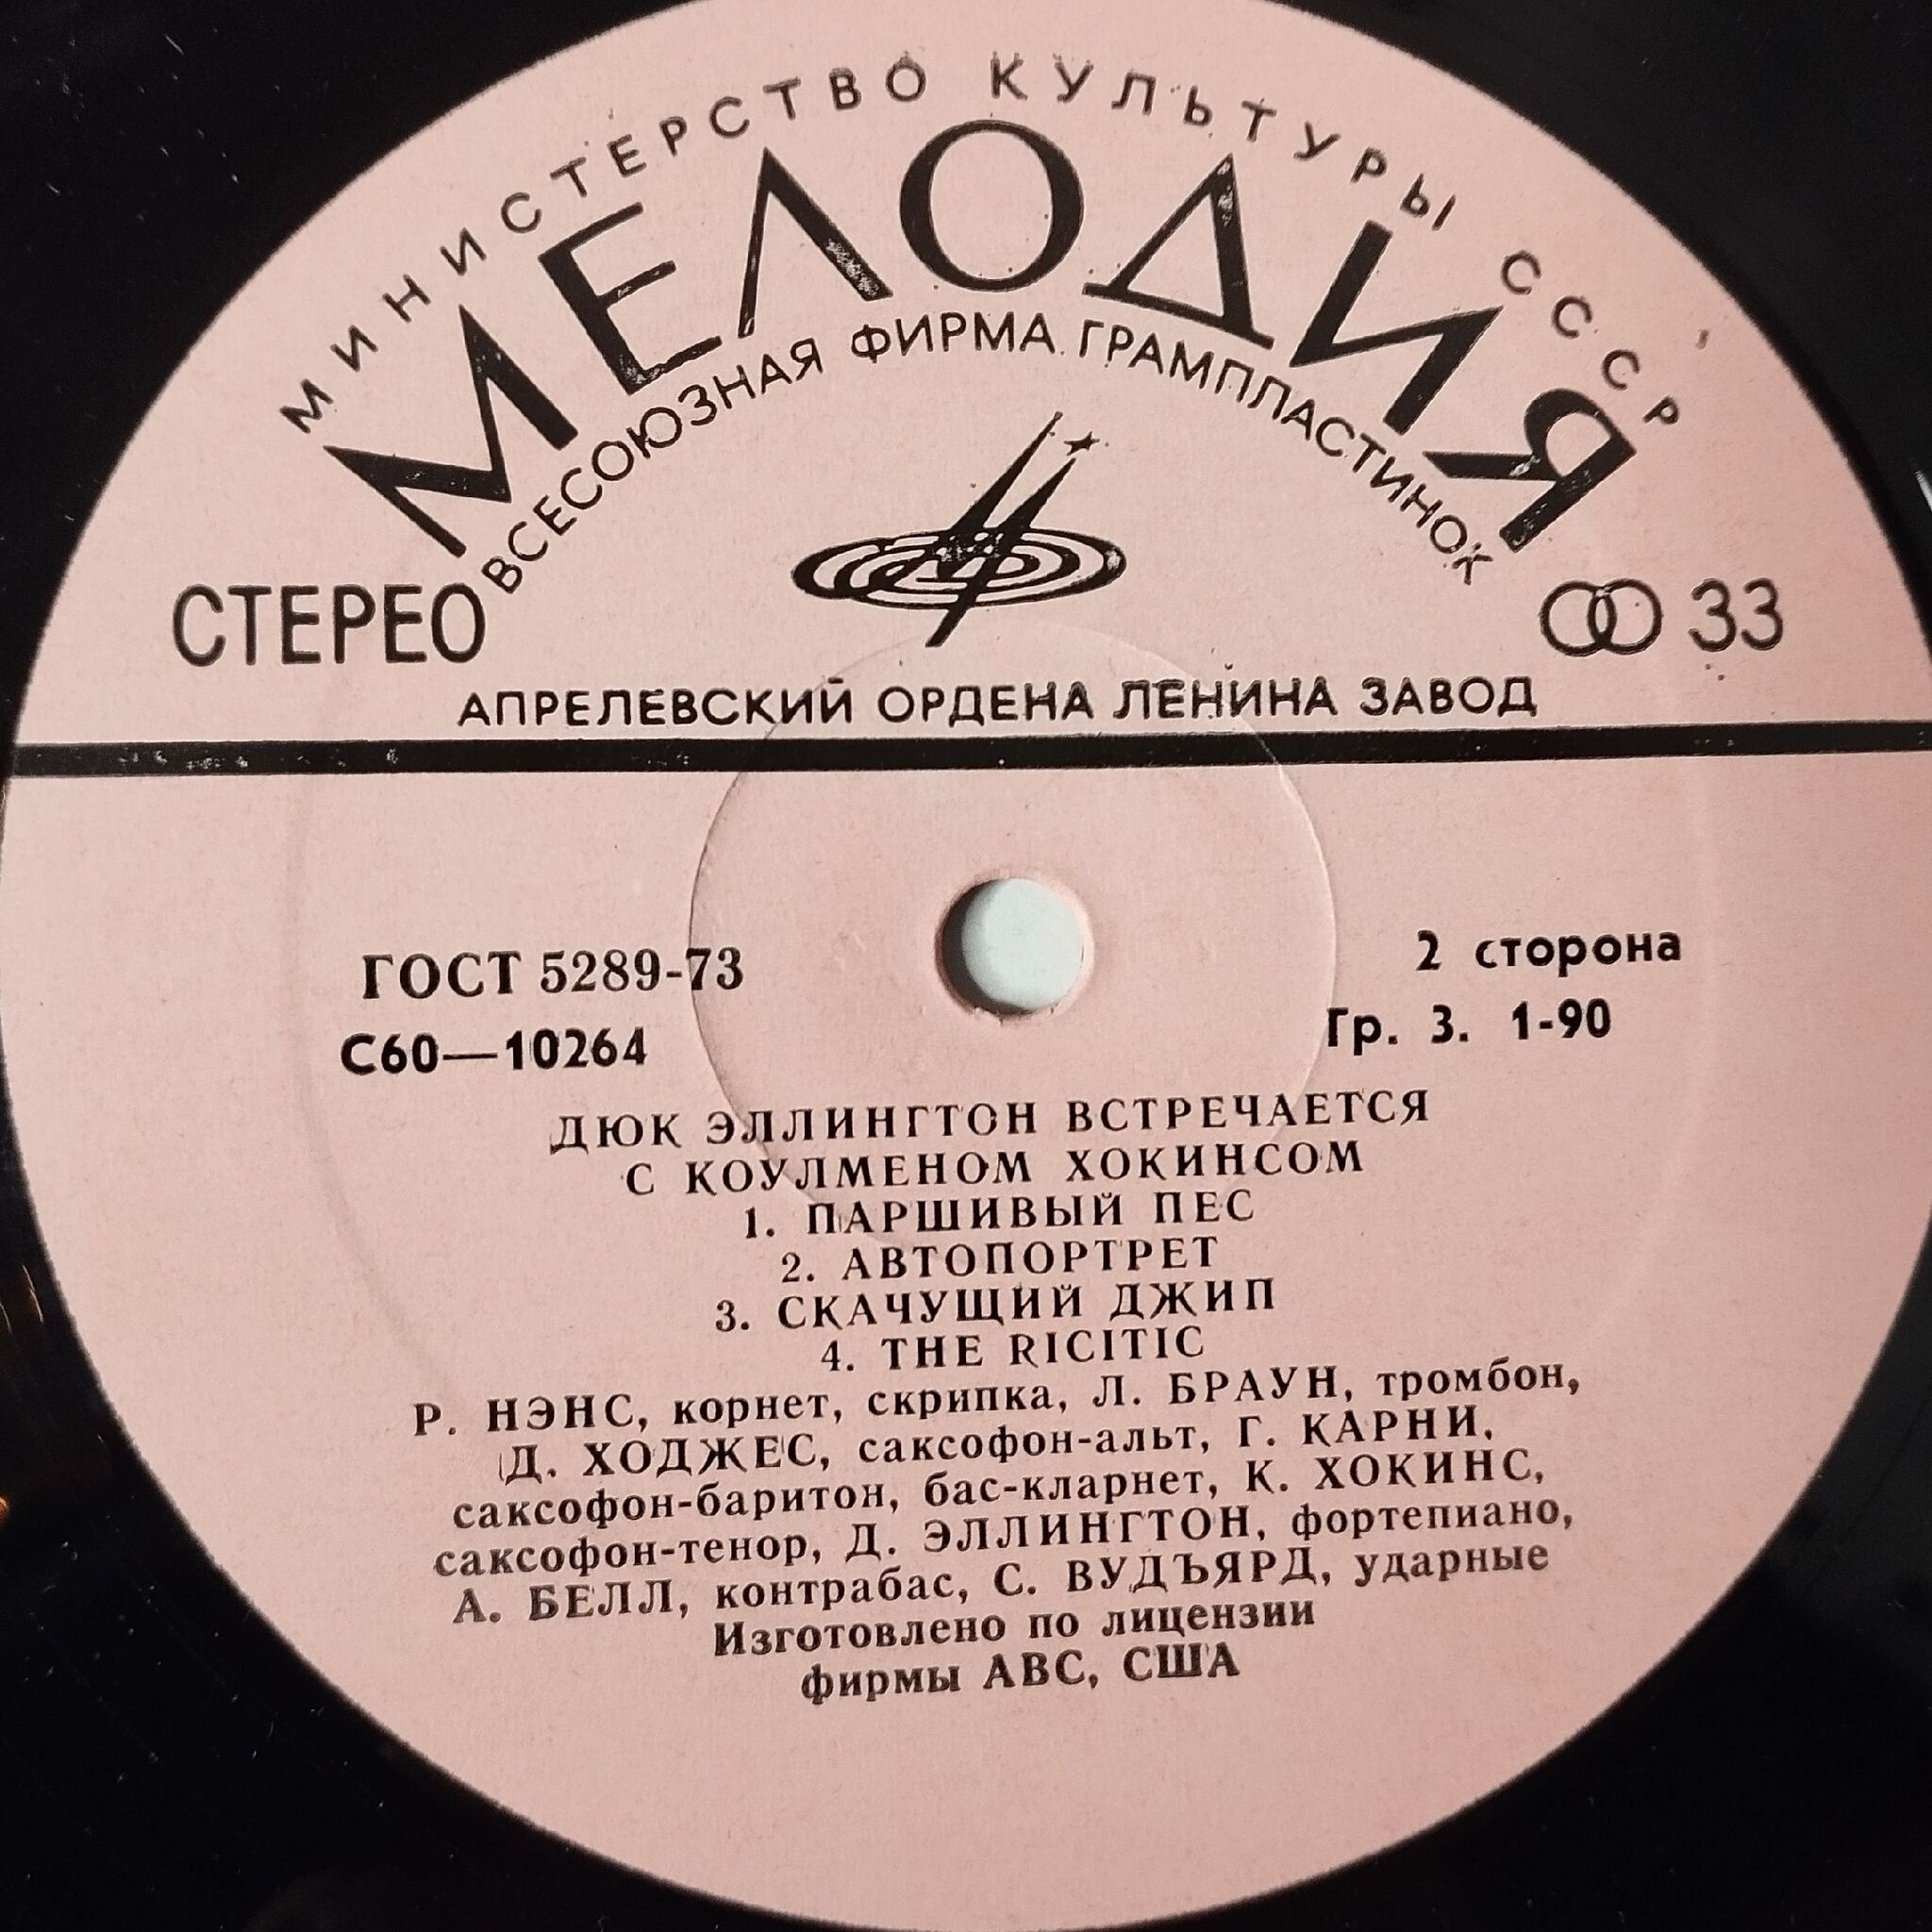 МИНИСТЕРСТВО КУЛЬТУРЫ СССР
МЕЛОДИЯ
ВСЕСОЮЗНАЯ ФИРМА ГРАМПЛАСТИНОК
СТЕРЕО
33
АПРЕЛЕВСКИЙ ОРДЕНА ЛЕНИНА ЗАВОД
ГОСТ 5289-73
2 сторона
С60—10264
Гр. 3. 1-90
ДЮК ЭЛЛИНГТОН ВСТРЕЧАЕТСЯ
С КОУЛМЕНОМ ХОКИНСОМ
1. ПАРШИВЫЙ ПЕС
2. АВТОПОРТРЕТ
3. СКАЧУЩИЙ ДЖИП
4. THE RICITIC
Р. НЭНС, корнет, скрипка, Л. БРАУН, тромбон,
Д. ХОДЖЕС, саксофон-альт, Г. КАРНИ,
саксофон-баритон, бас-кларнет, К. ХОКИНС,
саксофон-тенор, Д. ЭЛЛИНГТОН, фортепиано,
А. БЕЛЛ, контрабас, С. ВУДЪЯРД, ударные
Изготовлено по лицензии
фирмы ABC, США